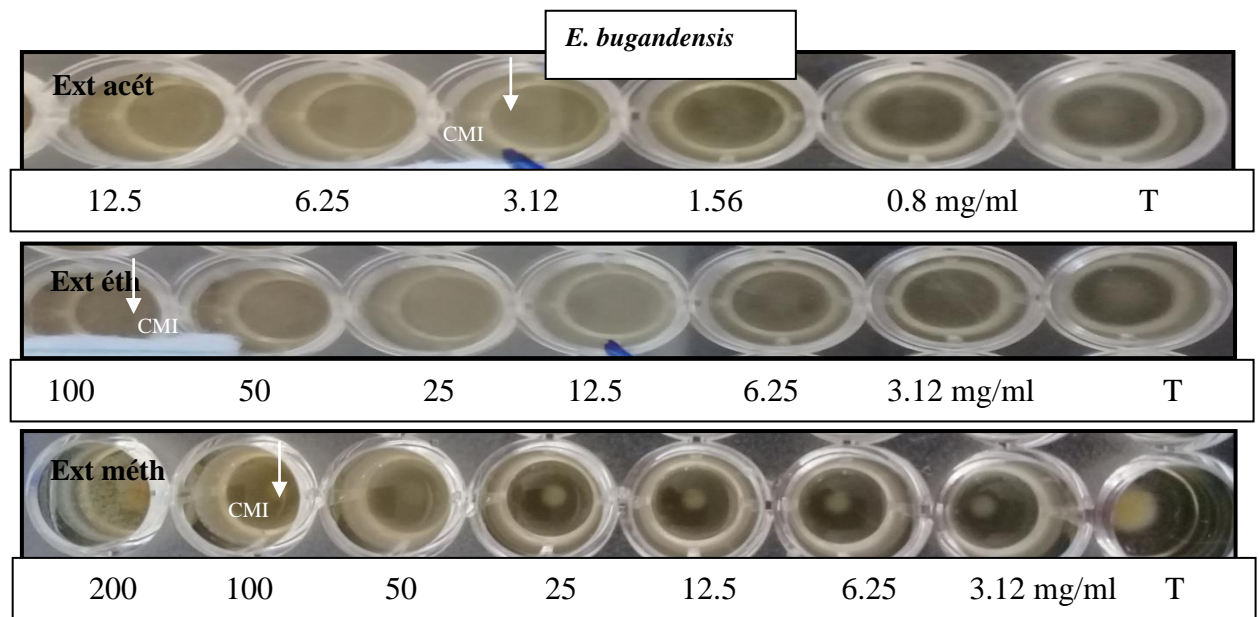 E. bugandensis
Ext acét
CMI
12.5 6.25 3.12 1.56 0.8 mg/ml T
Ext éth
CMI
100 50 25 12.5 6.25 3.12 mg/ml T
Ext méth
CMI
200 100 50 25 12.5 6.25 3.12 mg/ml T